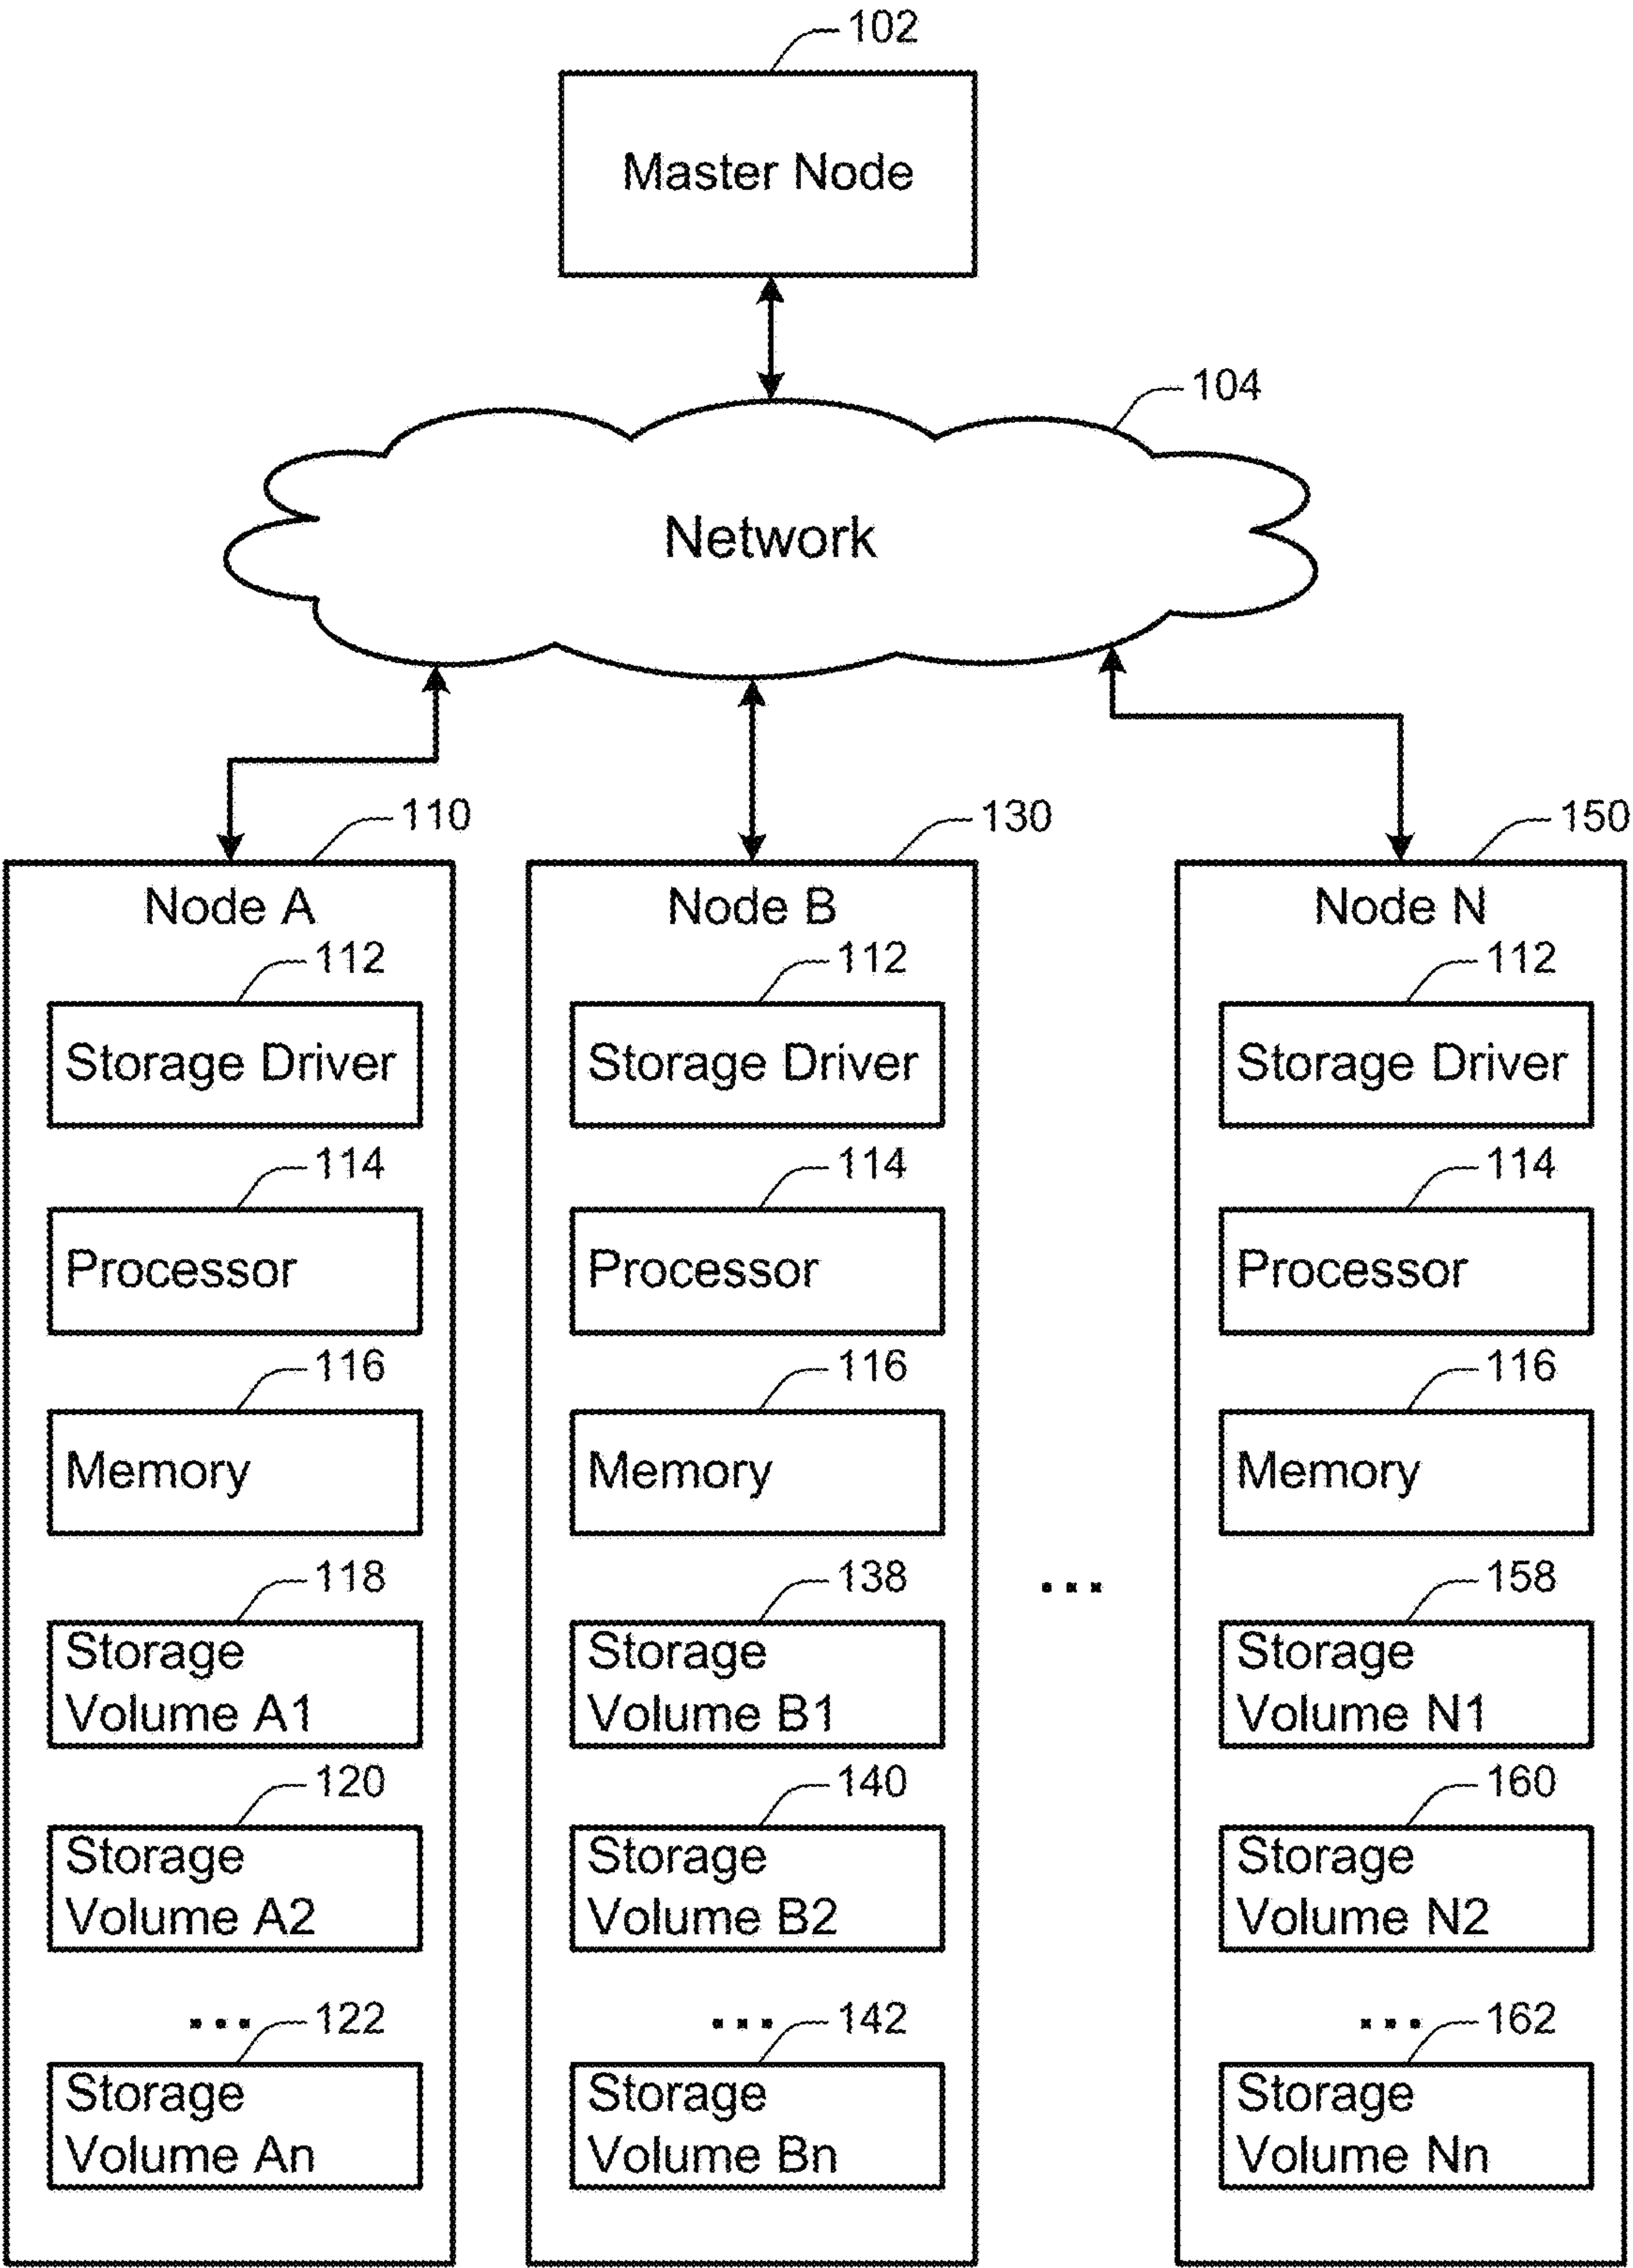 102
Master Node
104
Network
110
Node A
112
Storage Driver
114
Processor
116
Memory
118
Storage
Volume A1
120
Storage
Volume A2
...
122
Storage
Volume An
130
Node B
112
Storage Driver
114
Processor
116
Memory
138
Storage
Volume B1
140
Storage
Volume B2
...
142
Storage
Volume Bn
...
150
Node N
112
Storage Driver
114
Processor
116
Memory
158
Storage
Volume N1
160
Storage
Volume N2
...
162
Storage
Volume Nn